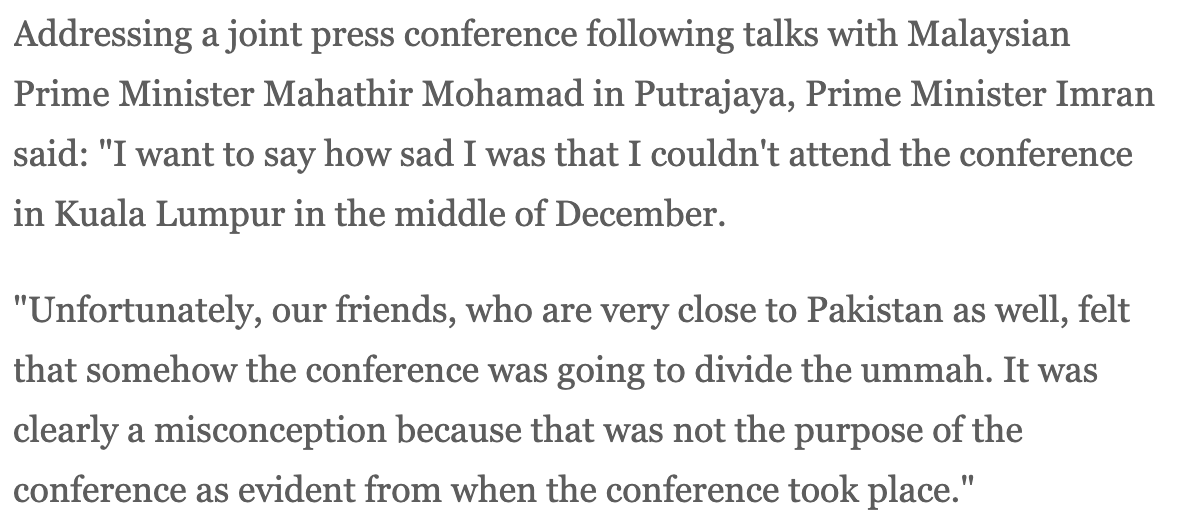 Addressing a joint press conference following talks with Malaysian
Prime Minister Mahathir Mohamad in Putrajaya, Prime Minister Imran
said: "I want to say how sad I was that I couldn't attend the conference
in Kuala Lumpur in the middle of December.
"Unfortunately, our friends, who are very close to Pakistan as well, felt
that somehow the conference was going to divide the ummah. It was
clearly a misconception because that was not the purpose of the
conference as evident from when the conference took place."